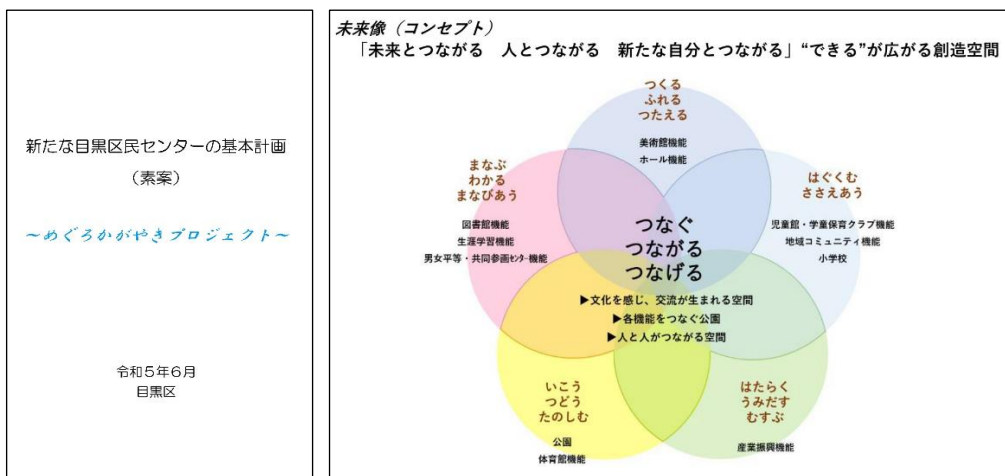 新たな目黒区民センターの基本計画
（素案）
～めぐろかがやきプロジェクト～
令和5年6月
目黒区
未来像（コンセプト）
「未来とつながる　人とつながる　新たな自分とつながる」“できる”が広がる創造空間
つくる
ふれる
つたえる
美術館機能
ホール機能
まなぶ
わかる
まなびあう
図書館機能
生涯学習機能
男女平等・共同参画ｾﾝﾀｰ機能
はぐくむ
ささえあう
児童館・学童保育クラブ機能
地域コミュニティ機能
小学校
つなぐ
つながる
つなげる
▶文化を感じ、交流が生まれる空間
▶各機能をつなぐ公園
▶人と人がつながる空間
いこう
つどう
たのしむ
公園
体育館機能
はたらく
うみだす
むすぶ
産業振興機能